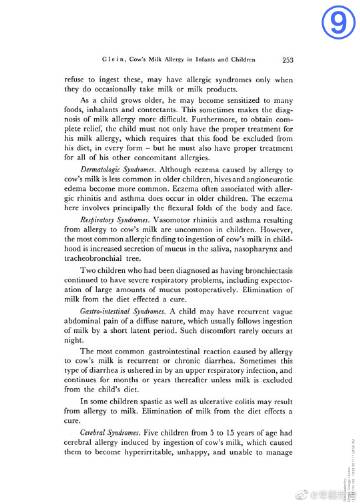 9
Clein, Cow's Milk Allergy in Infants and Children 253
refuse to ingest these, may have allergic syndromes only when
they do occasionally take milk or milk products.
As a child grows older, he may become sensitized to many
foods, inhalants and contectants. This sometimes makes the diag-
nosis of milk allergy more difficult. Furthermore, to obtain com-
plete relief, the child must not only have the proper treatment for
his milk allergy, which requires that this food be excluded from
his diet, in every form – but he must also have proper treatment
for all of his other concomitant allergies.
Dermatologic Syndromes. Although eczema caused by allergy to
cow's milk is less common in older children, hives and angioneurotic
edema become more common. Eczema often associated with aller-
gic rhinitis and asthma does occur in older children. The eczema
here involves principally the flexural folds of the body and face.
Respiratory Syndromes. Vasomotor rhinitis and asthma resulting
from allergy to cow's milk are uncommon in children. However,
the most common allergic finding to ingestion of cow's milk in child-
hood is increased secretion of mucus in the saliva, nasopharynx and
tracheobronchial tree.
Two children who had been diagnosed as having bronchiectasis
continued to have severe respiratory problems, including expector-
ation of large amounts of mucus postoperatively. Elimination of
milk from the diet effected a cure.
Gastro-intestinal Syndromes. A child may have recurrent vague
abdominal pain of a diffuse nature, which usually follows ingestion
of milk by a short latent period. Such discomfort rarely occurs at
night.
The most common gastrointestinal reaction caused by allergy
to cow's milk is recurrent or chronic diarrhea. Sometimes this
type of diarrhea is ushered in by an upper respiratory infection, and
continues for months or years thereafter unless milk is excluded
from the child's diet.
In some children spastic as well as ulcerative colitis may result
from allergy to milk. Elimination of milk from the diet effects a
cure.
Cerebral Syndromes. Five children from 5 to 15 years of age had
cerebral allergy induced by ingestion of cow's milk, which caused
them to become hyperirritable, unhappy, and unable to manage